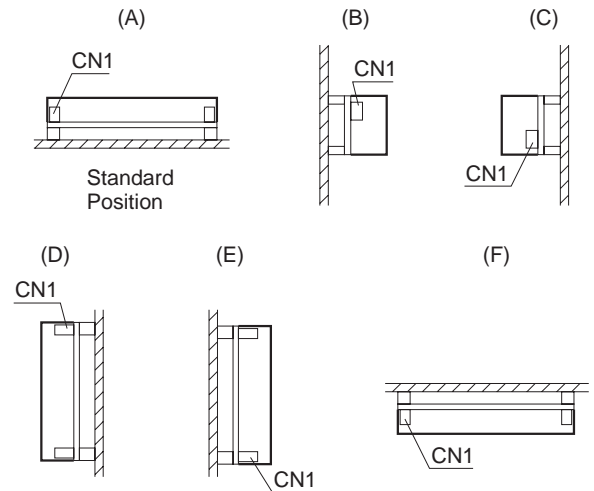 (A)
CN1
Standard
Position
(B)
CN1
(C)
CN1
(D)
CN1
(E)
CN1
(F)
CN1